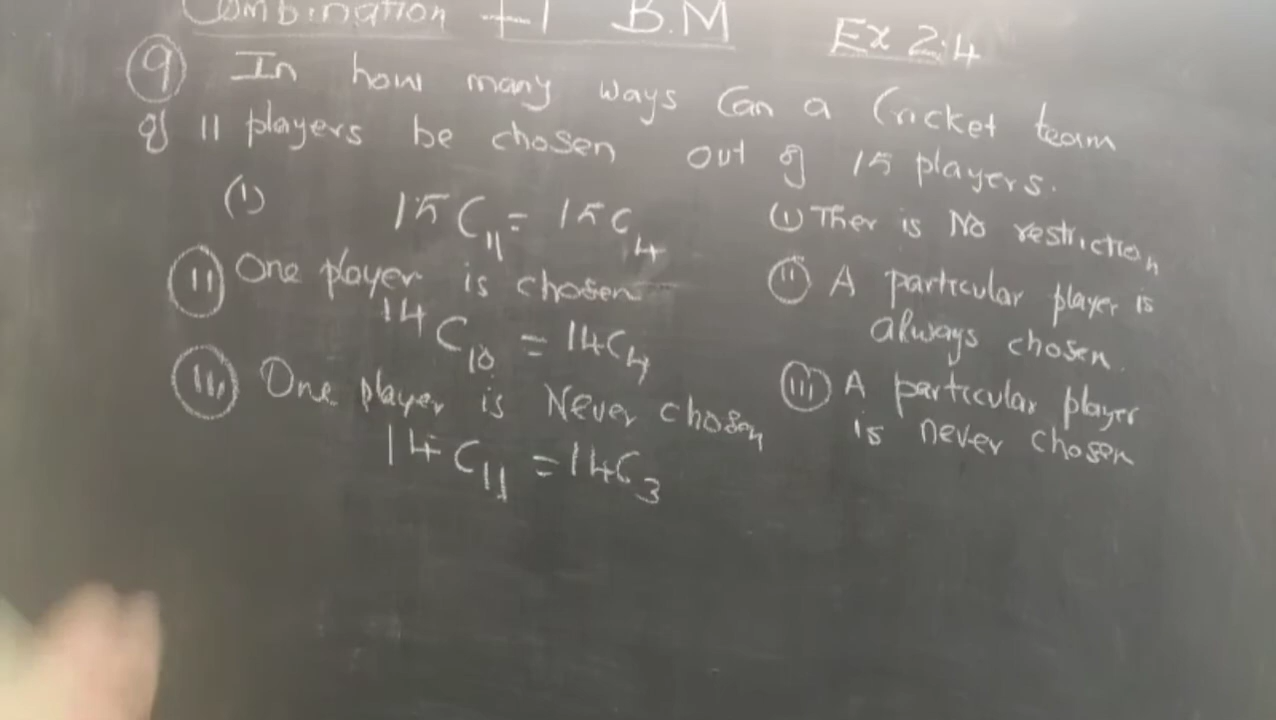 Combination +1 B.M Ex 2.4
(9) In how many ways can a Cricket team
of 11 players be chosen out of 15 players.
(i) 15C11 = 15C4
(ii) One player is chosen
14C10 = 14C4
(iii) One player is Never chosen
14C11 = 14C3
(i) Ther is No restriction
(ii) A particular player is
always chosen.
(iii) A particular player
is never chosen